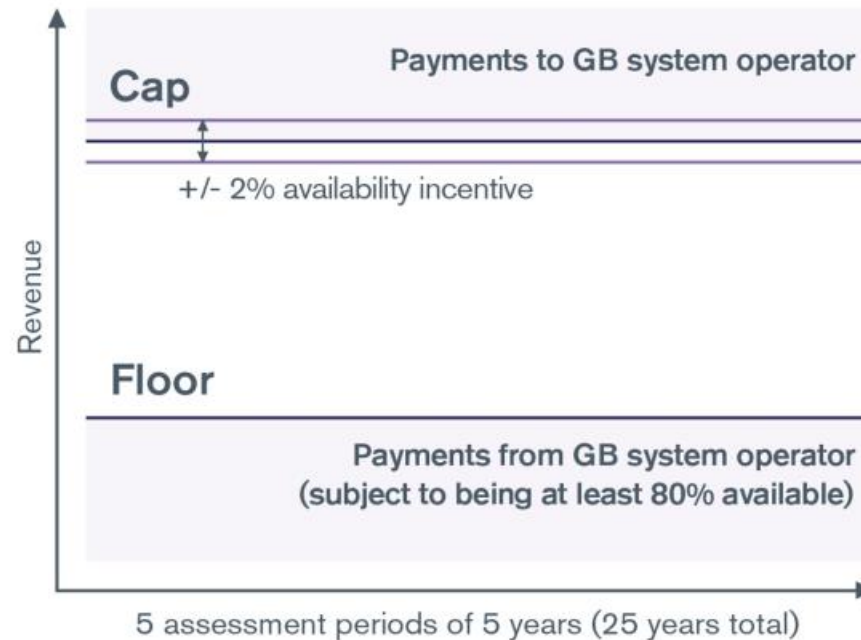 Payments to GB system operator
Cap
+/- 2% availability incentive
Revenue
Floor
Payments from GB system operator
(subject to being at least 80% available)
5 assessment periods of 5 years (25 years total)